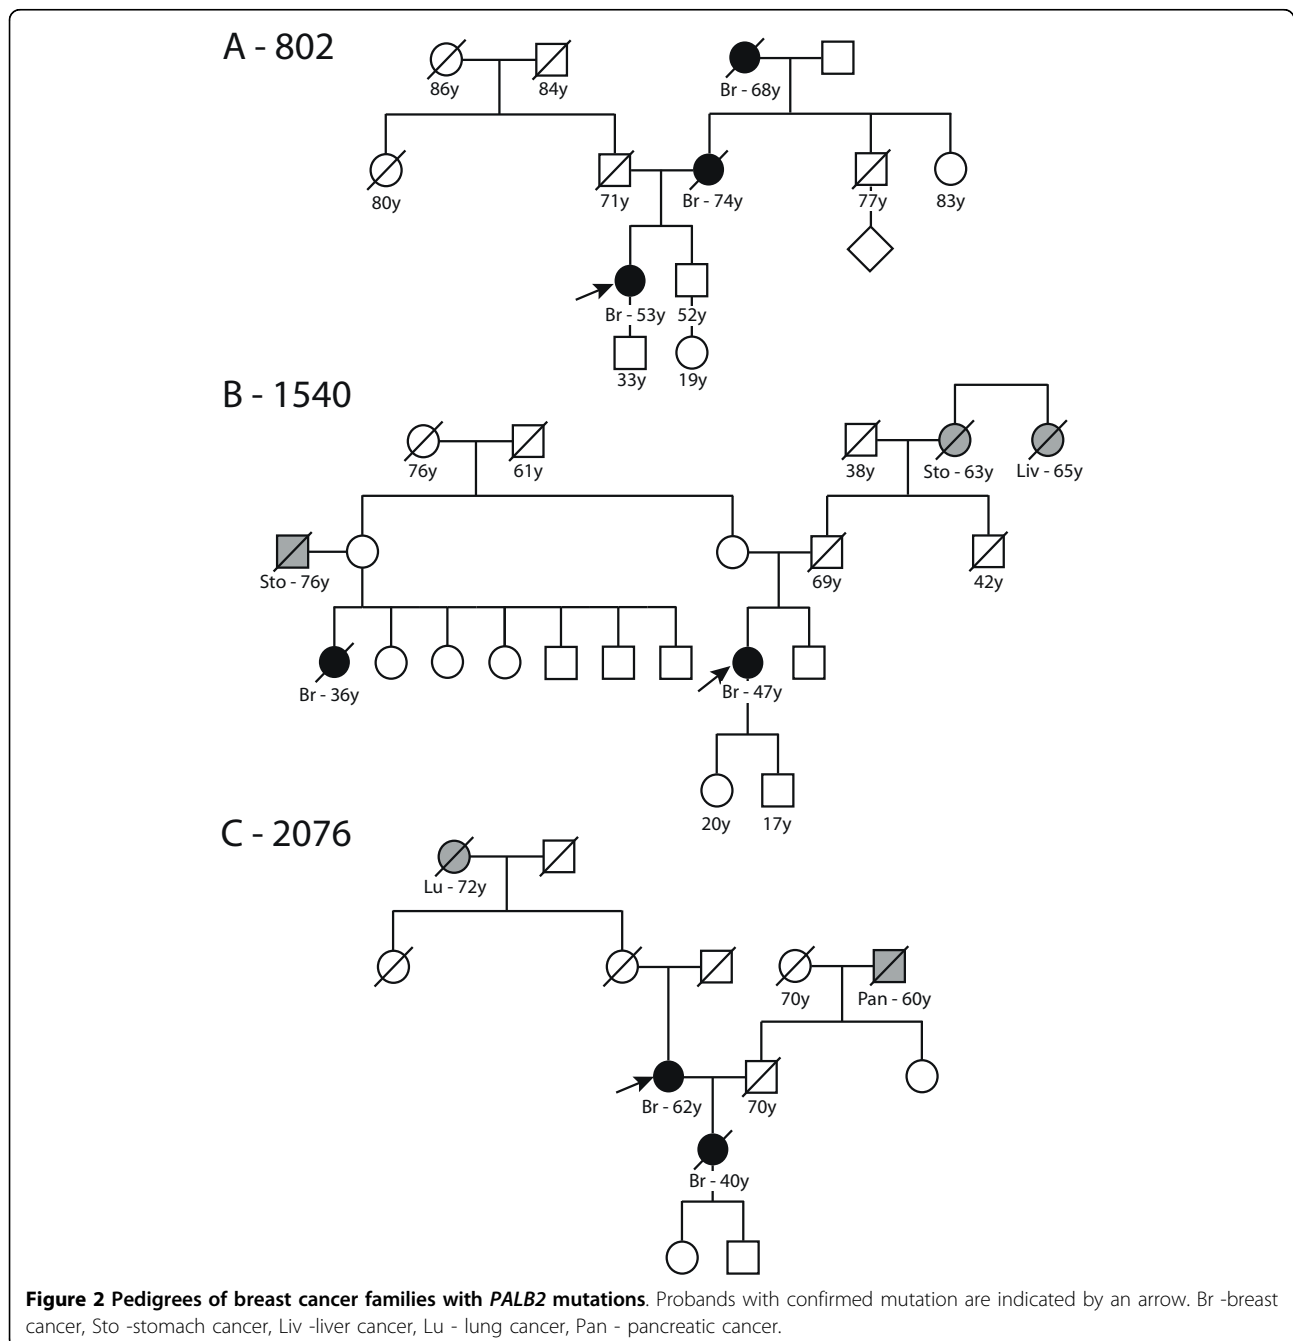 A - 802
86y 84y Br - 68y
80y 71y Br - 74y 77y 83y
Br - 53y 52y
33y 19y
B - 1540
76y 61y 38y Sto - 63y Liv - 65y
Sto - 76y 69y 42y
Br - 36y Br - 47y
20y 17y
C - 2076
Lu - 72y
70y Pan - 60y
Br - 62y 70y
Br - 40y
Figure 2 Pedigrees of breast cancer families with PALB2 mutations. Probands with confirmed mutation are indicated by an arrow. Br -breast
cancer, Sto -stomach cancer, Liv -liver cancer, Lu - lung cancer, Pan - pancreatic cancer.